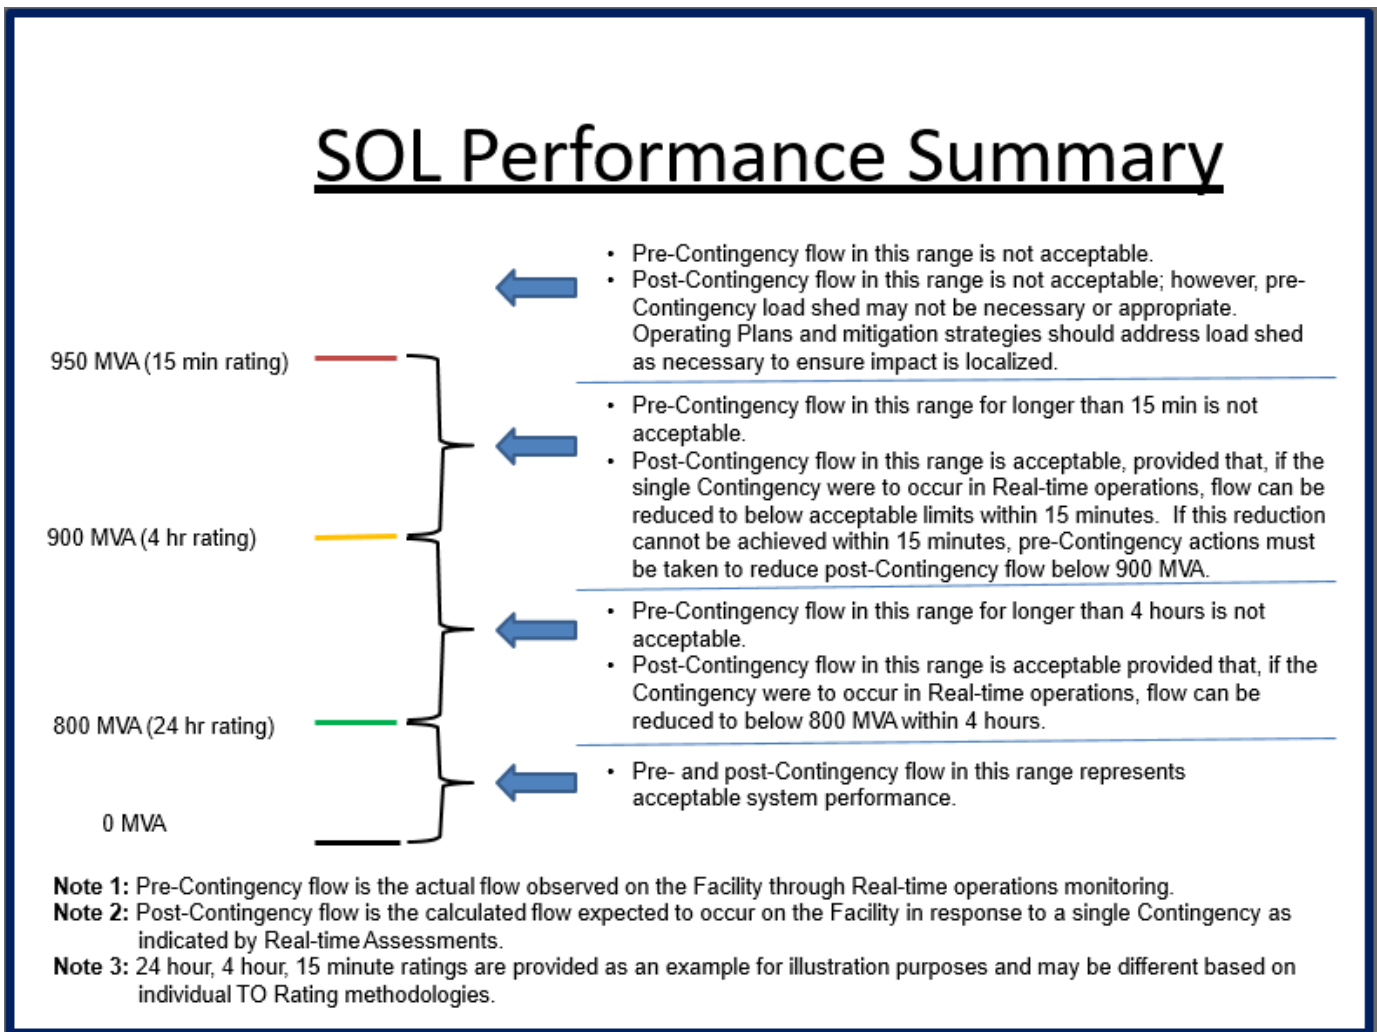 SOL Performance Summary
• Pre-Contingency flow in this range is not acceptable.
• Post-Contingency flow in this range is not acceptable; however, pre-
Contingency load shed may not be necessary or appropriate.
Operating Plans and mitigation strategies should address load shed
as necessary to ensure impact is localized.
950 MVA (15 min rating)
• Pre-Contingency flow in this range for longer than 15 min is not
acceptable.
• Post-Contingency flow in this range is acceptable, provided that, if the
single Contingency were to occur in Real-time operations, flow can be
reduced to below acceptable limits within 15 minutes. If this reduction
cannot be achieved within 15 minutes, pre-Contingency actions must
be taken to reduce post-Contingency flow below 900 MVA.
900 MVA (4 hr rating)
• Pre-Contingency flow in this range for longer than 4 hours is not
acceptable.
• Post-Contingency flow in this range is acceptable provided that, if the
Contingency were to occur in Real-time operations, flow can be
reduced to below 800 MVA within 4 hours.
800 MVA (24 hr rating)
• Pre- and post-Contingency flow in this range represents
acceptable system performance.
0 MVA
Note 1: Pre-Contingency flow is the actual flow observed on the Facility through Real-time operations monitoring.
Note 2: Post-Contingency flow is the calculated flow expected to occur on the Facility in response to a single Contingency as
indicated by Real-time Assessments.
Note 3: 24 hour, 4 hour, 15 minute ratings are provided as an example for illustration purposes and may be different based on
individual TO Rating methodologies.